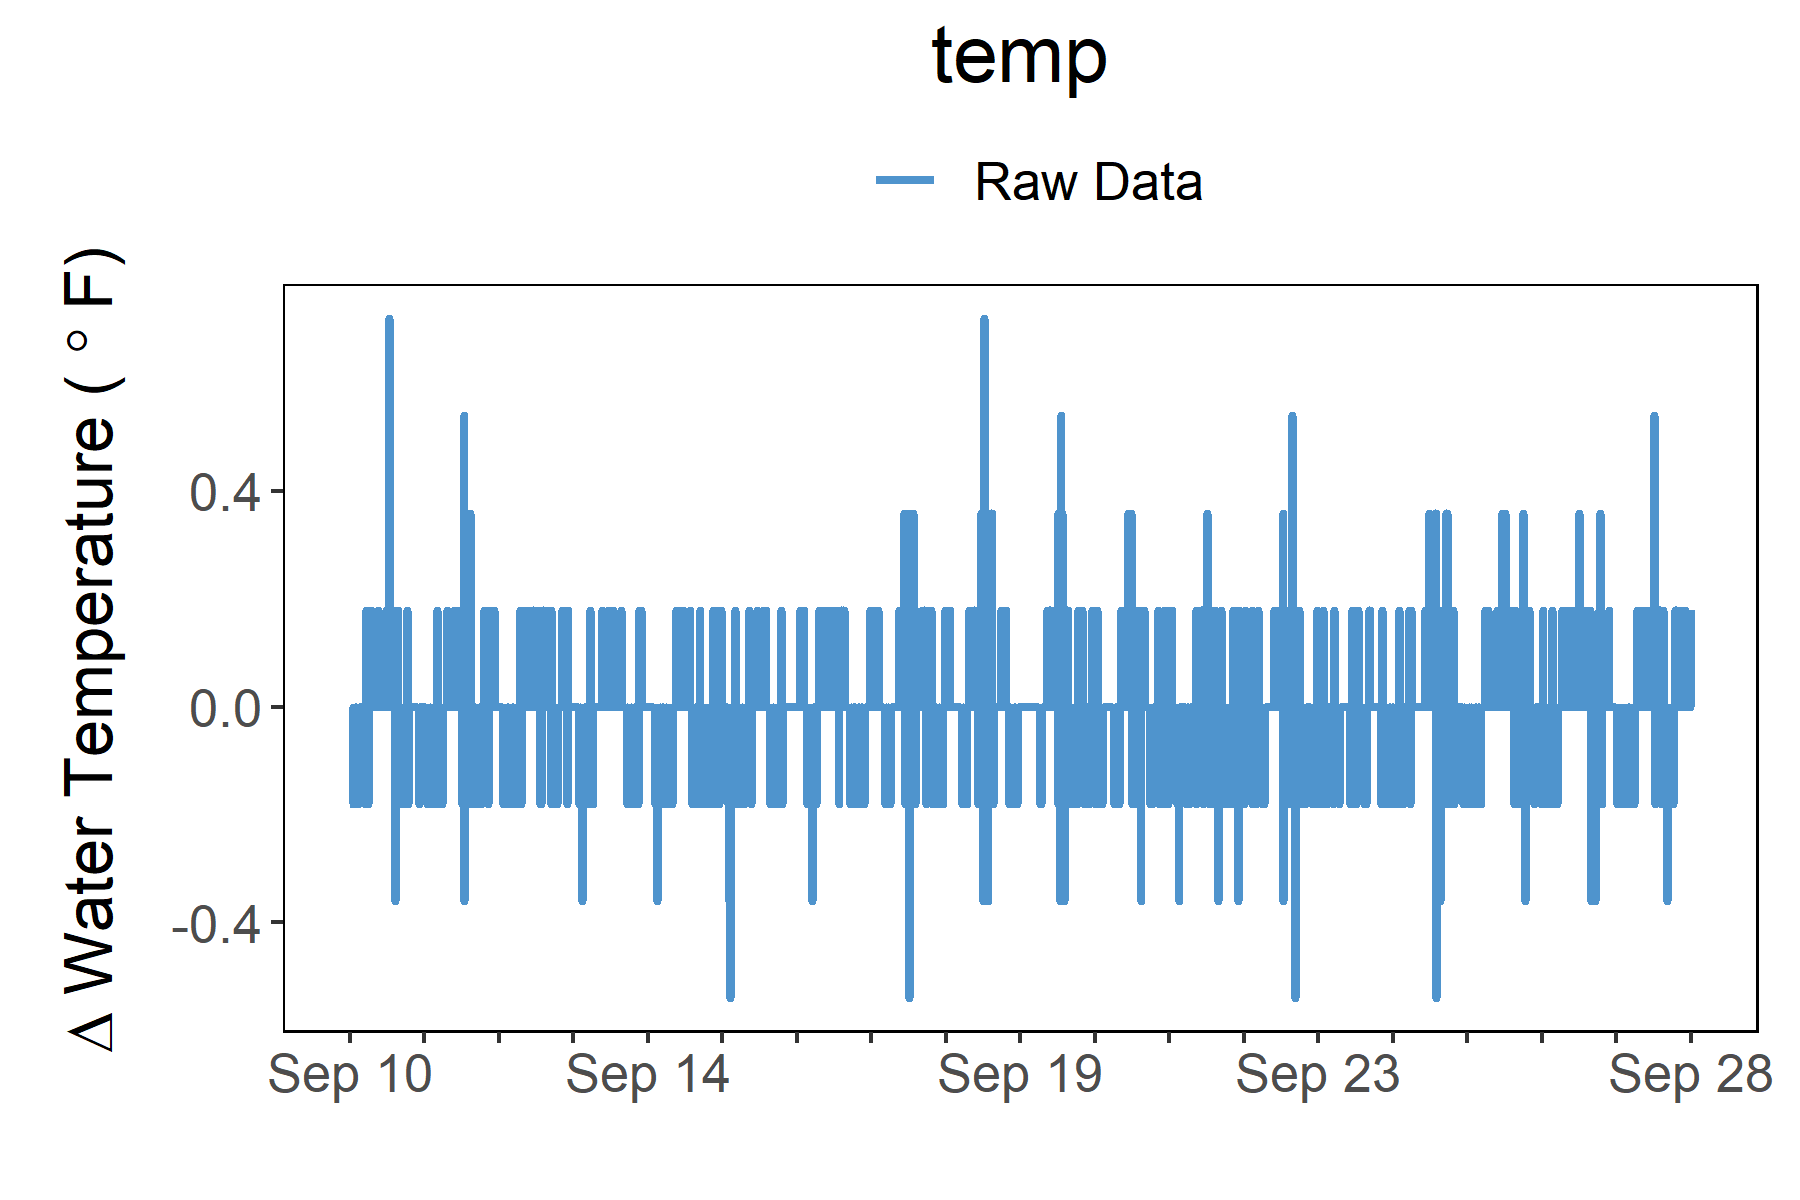 temp
Raw Data
Δ Water Temperature ( ° F)
0.4
0.0
-0.4
Sep 10 Sep 14 Sep 19 Sep 23 Sep 28